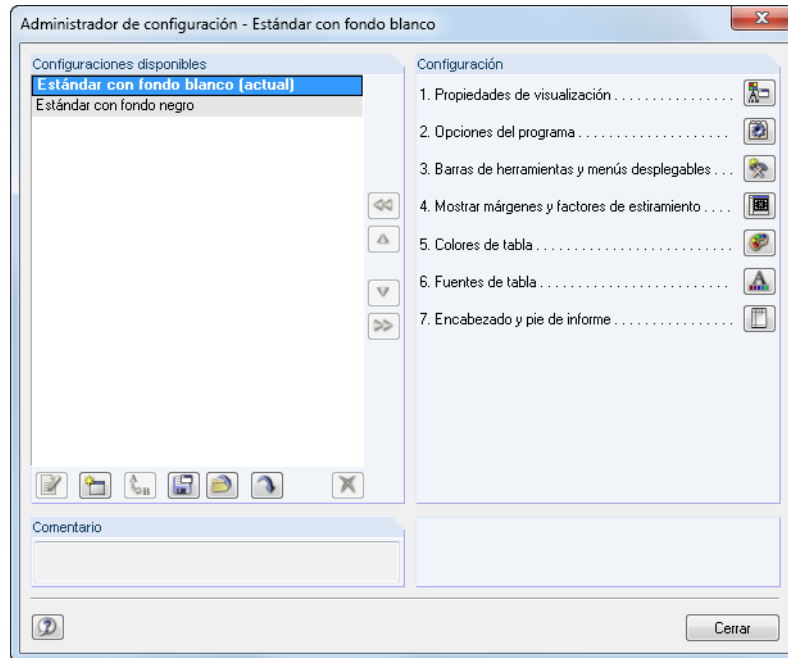 Administrador de configuración - Estándar con fondo blanco
Configuraciones disponibles
Estándar con fondo blanco (actual)
Estándar con fondo negro
Configuración
1. Propiedades de visualización . . . . . . . . . . . . . . . .
2. Opciones del programa . . . . . . . . . . . . . . . . . . . .
3. Barras de herramientas y menús desplegables . . .
4. Mostrar márgenes y factores de estiramiento . . . .
5. Colores de tabla . . . . . . . . . . . . . . . . . . . . . . . . . .
6. Fuentes de tabla . . . . . . . . . . . . . . . . . . . . . . . . .
7. Encabezado y pie de informe . . . . . . . . . . . . . . . .
Comentario
Cerrar